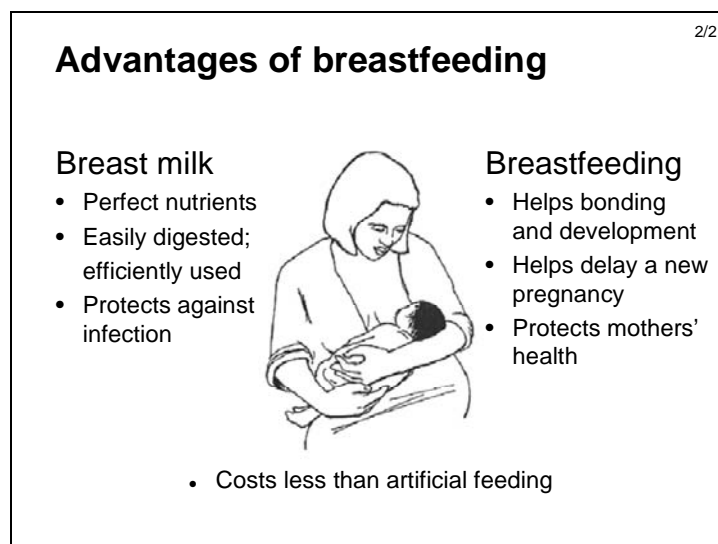 2/2
Advantages of breastfeeding
Breast milk
• Perfect nutrients
• Easily digested;
efficiently used
• Protects against
infection
Breastfeeding
• Helps bonding
and development
• Helps delay a new
pregnancy
• Protects mothers’
health
• Costs less than artificial feeding